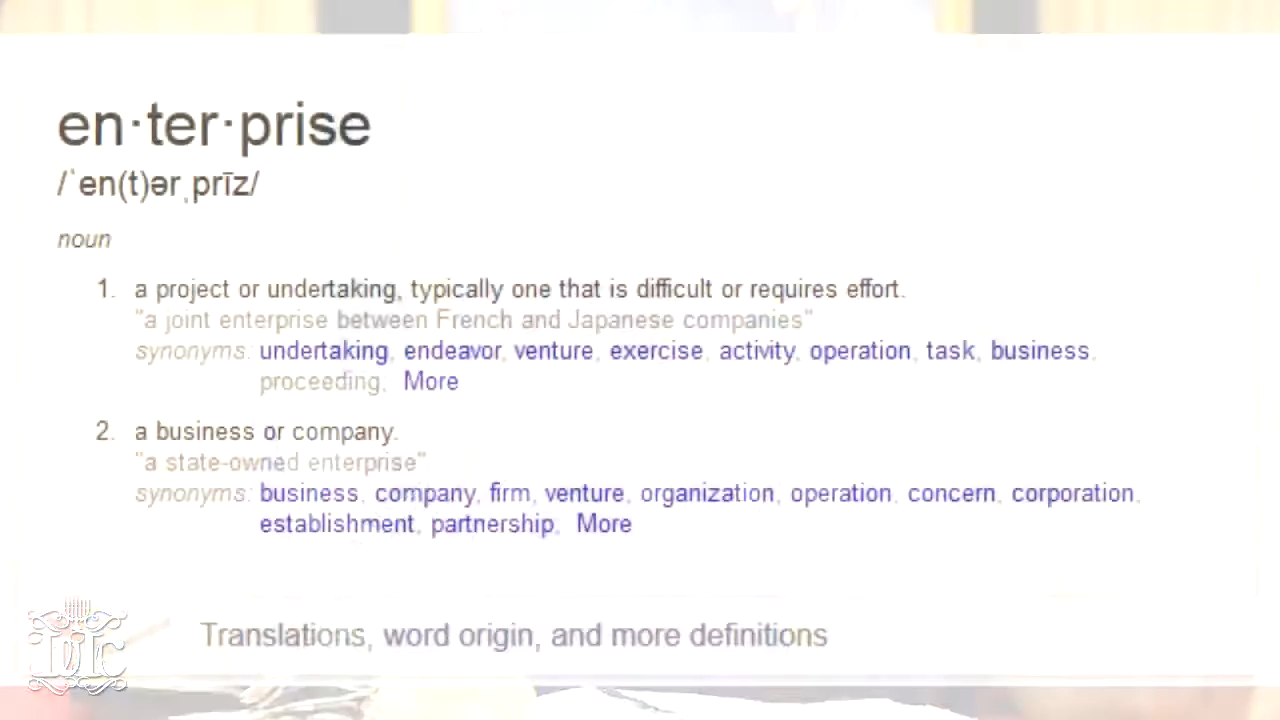 en·ter·prise
/ˈen(t)ərˌprīz/
noun
1. a project or undertaking, typically one that is difficult or requires effort.
"a joint enterprise between French and Japanese companies"
synonyms: undertaking, endeavor, venture, exercise, activity, operation, task, business,
proceeding, More
2. a business or company.
"a state-owned enterprise"
synonyms: business, company, firm, venture, organization, operation, concern, corporation,
establishment, partnership, More
Translations, word origin, and more definitions